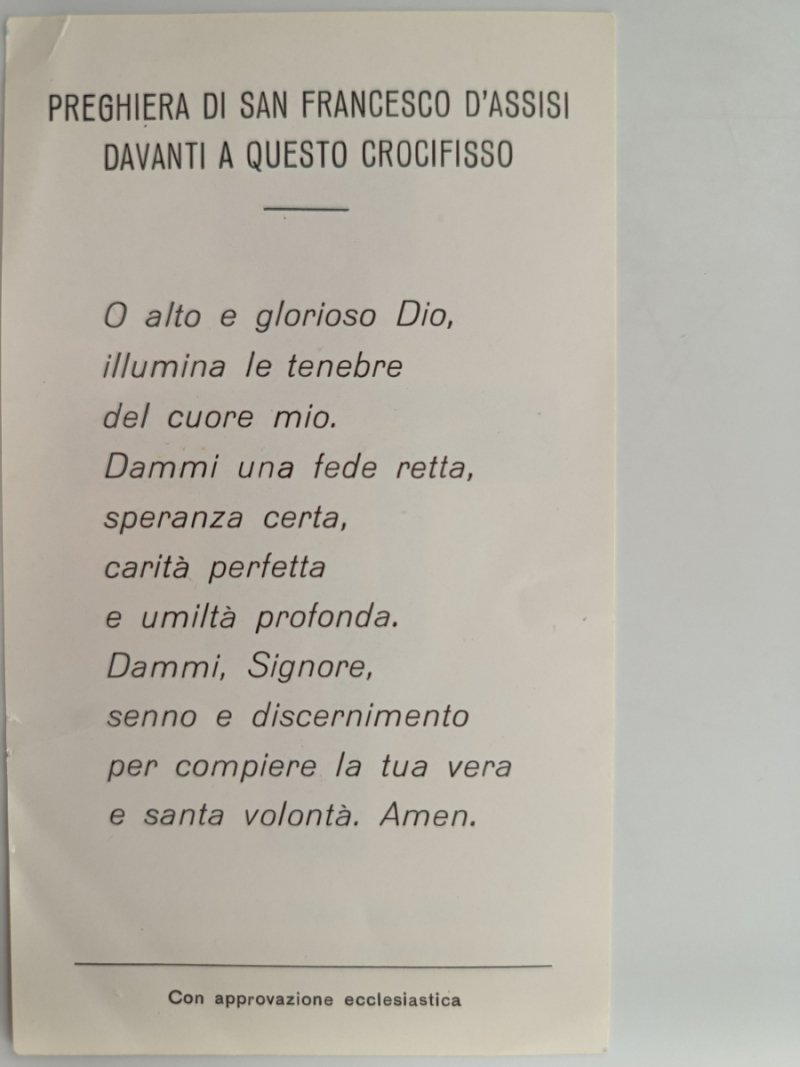 PREGHIERA DI SAN FRANCESCO D'ASSISI
DAVANTI A QUESTO CROCIFISSO
O alto e glorioso Dio,
illumina le tenebre
del cuore mio.
Dammi una fede retta,
speranza certa,
carità perfetta
e umiltà profonda.
Dammi, Signore,
senno e discernimento
per compiere la tua vera
e santa volontà. Amen.
Con approvazione ecclesiastica